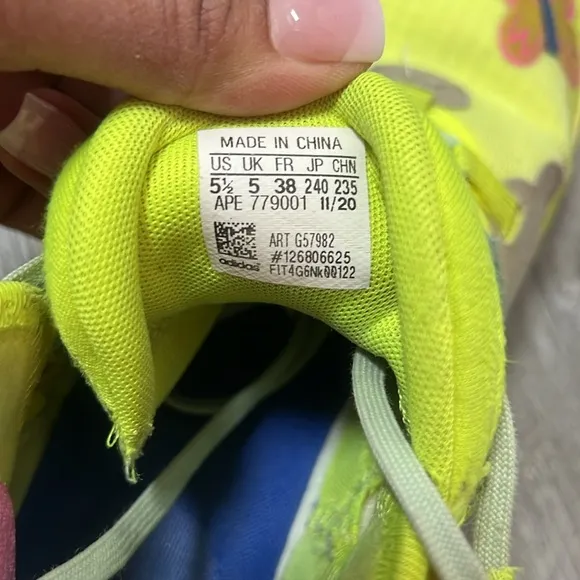 MADE IN CHINA
US UK FR JP CHN
5½ 5 38 240 235
APE 779001 11/20
ART G57982
#126806625
adidas
FIT4G6Nk00122